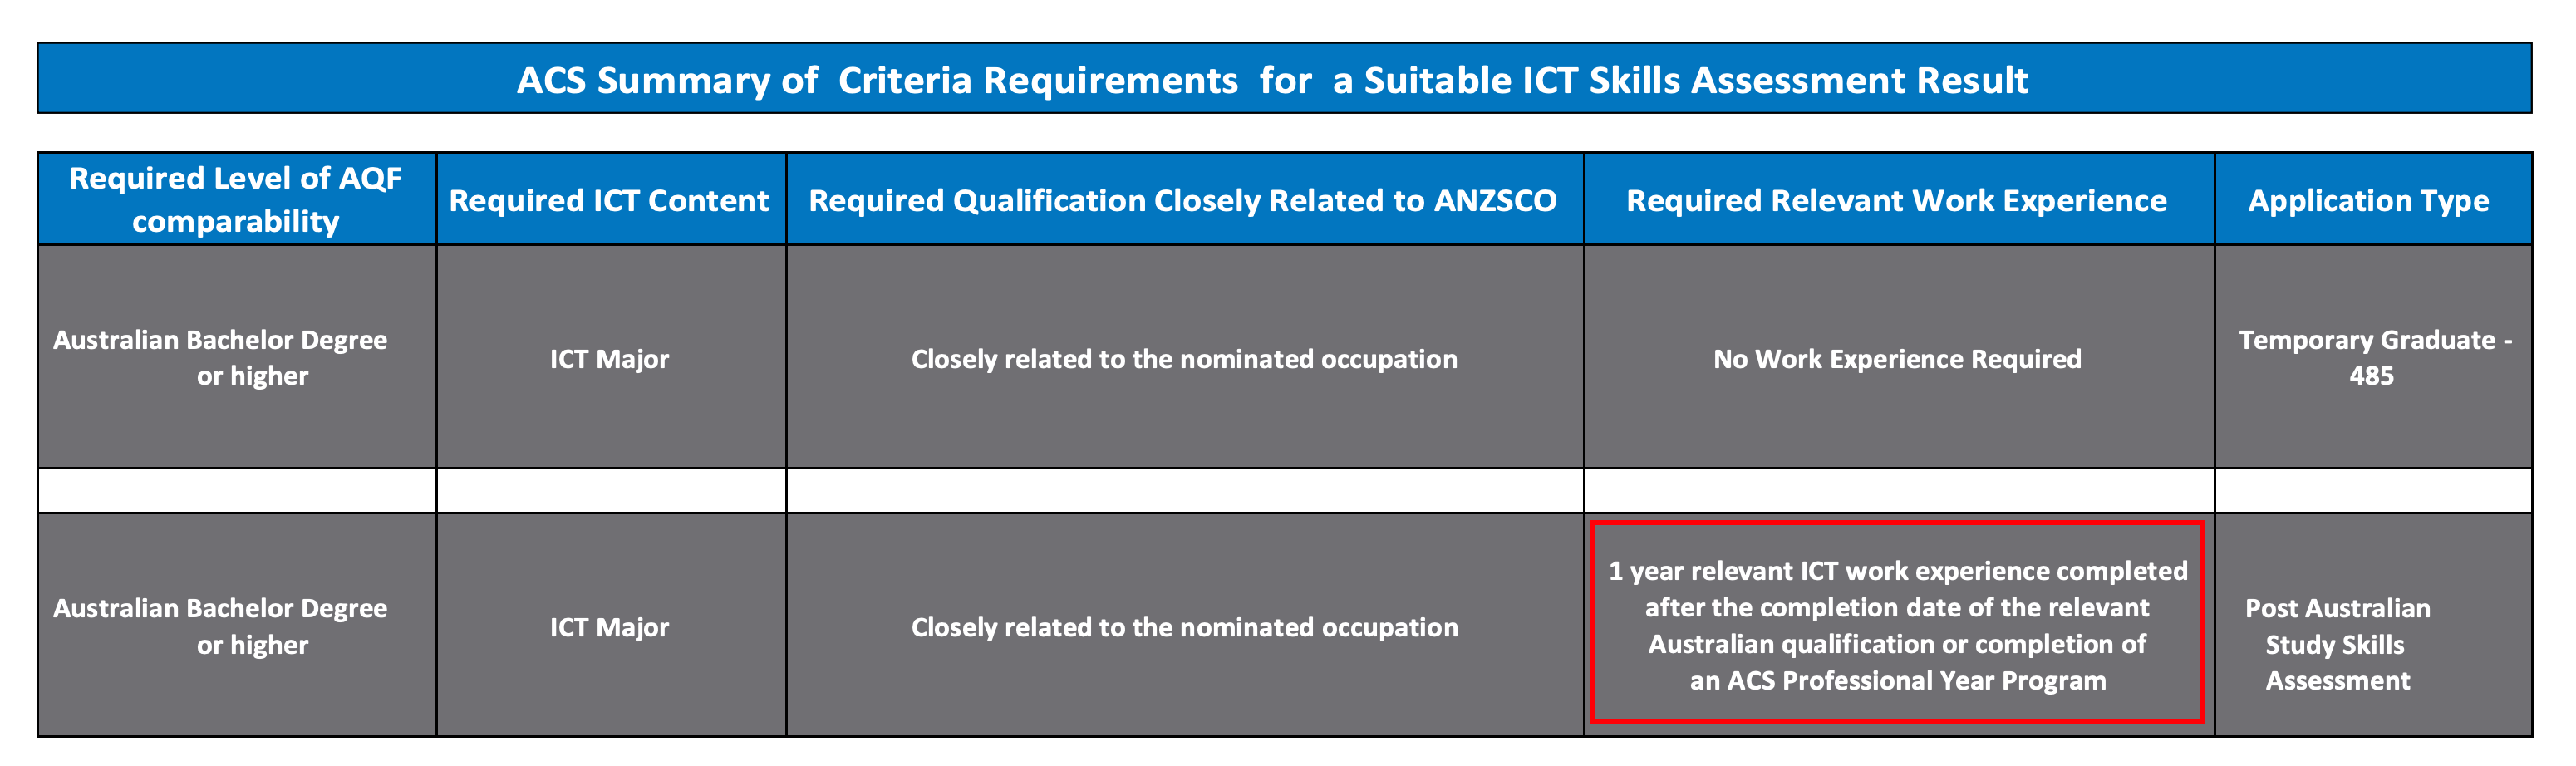 ACS Summary of Criteria Requirements for a Suitable ICT Skills Assessment Result
Required Level of AQF
comparability
Required ICT Content
Required Qualification Closely Related to ANZSCO
Required Relevant Work Experience
Application Type
Australian Bachelor Degree
or higher
ICT Major
Closely related to the nominated occupation
No Work Experience Required
Temporary Graduate -
485
Australian Bachelor Degree
or higher
ICT Major
Closely related to the nominated occupation
1 year relevant ICT work experience completed
after the completion date of the relevant
Australian qualification or completion of
an ACS Professional Year Program
Post Australian
Study Skills
Assessment